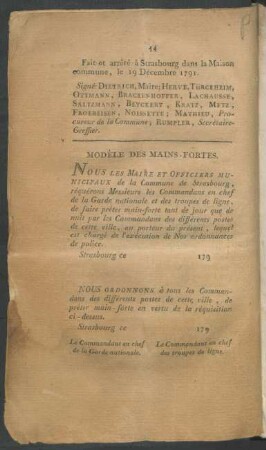 16
Fait et arrêté à Strasbourg dans la Maison
commune, le 19 Décembre 1791.
Signé DIETRICH, Maire; HERVÉ, THURGHEIM,
OTTMANN, BRACKENHOFFER, LACHAUSSE,
SALTZMANN, BEYCKERT, KRATZ, METZ,
FROEREISEN, NOISETTE; MATHIEU, Pro-
cureur de la Commune; RUMPLER, Secrétaire-
Greffier.
MODÈLE DES MAINS-FORTES.
NOUS LES MAIRE ET OFFICIERS MU-
NICIPAUX de la Commune de Strasbourg,
requérons Messieurs les Commandans en chef
de la Garde nationale et des troupes de ligne,
de faire prêter main-forte tant de jour que de
nuit par les Commandans des différens postes
de cette ville, au porteur du présent, lequel
est chargé de l'exécution de nos ordonnances
de police.
Strasbourg ce 179
NOUS ORDONNONS à tous les Comman-
dans des différents postes de cette ville, de
prêter main-forte en vertu de la réquisition
ci-dessus.
Strasbourg ce 179
Le Commandant en chef de la Garde nationale.
Le Commandant en chef des troupes de ligne.